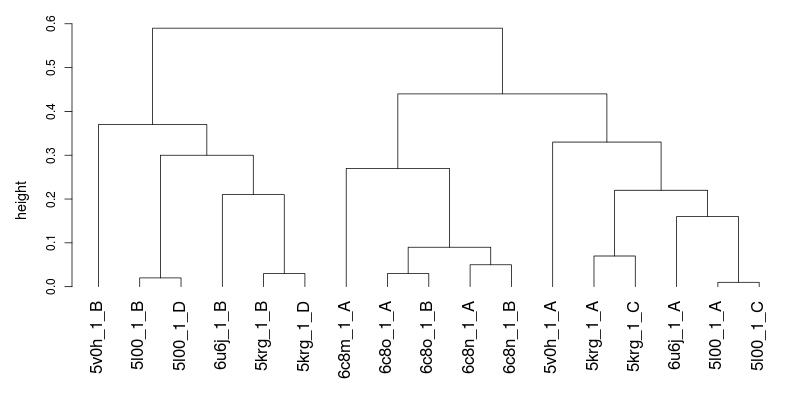 0.6
0.5
0.4
0.3
0.2
0.1
0.0
height
5v0h_1_B
5l00_1_B
5l00_1_D
6u6j_1_B
5krg_1_B
5krg_1_D
6c8m_1_A
6c8o_1_A
6c8o_1_B
6c8n_1_A
6c8n_1_B
5v0h_1_A
5krg_1_A
5krg_1_C
6u6j_1_A
5l00_1_A
5l00_1_C